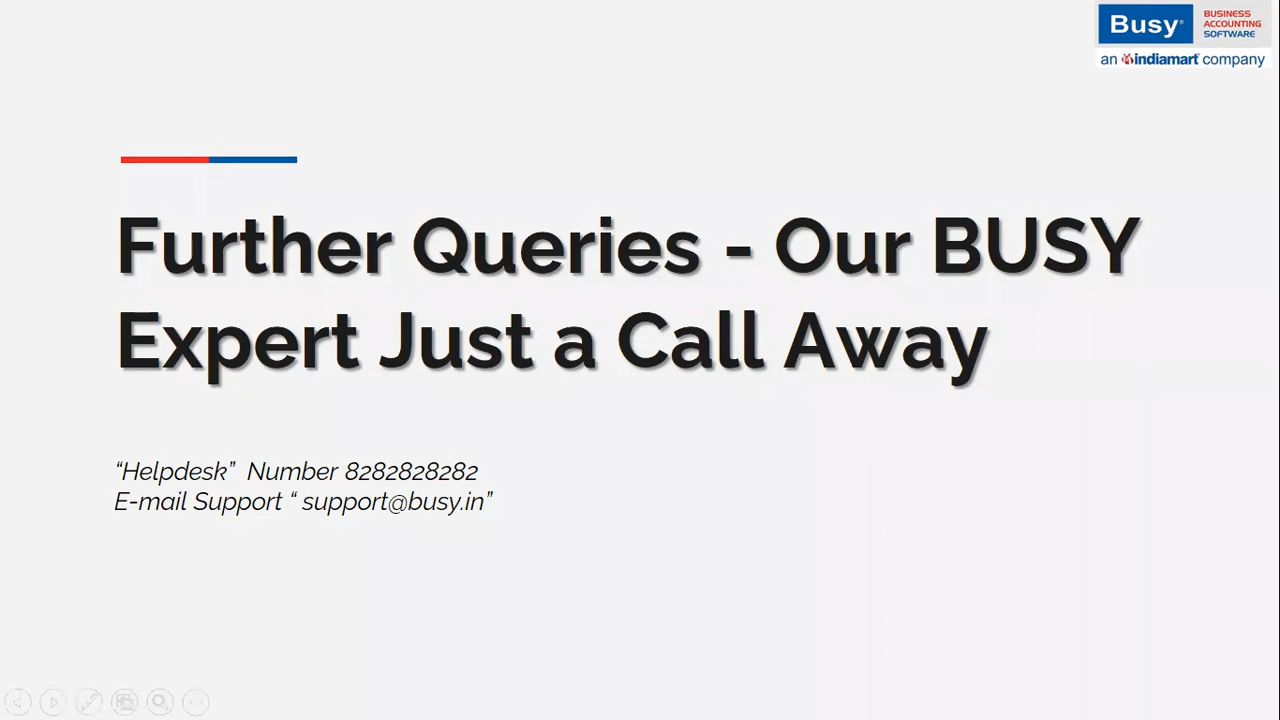 Busy
BUSINESS
ACCOUNTING
SOFTWARE
an indiamart company
Further Queries - Our BUSY
Expert Just a Call Away
“Helpdesk”  Number 8282828282
E-mail Support “ support@busy.in”